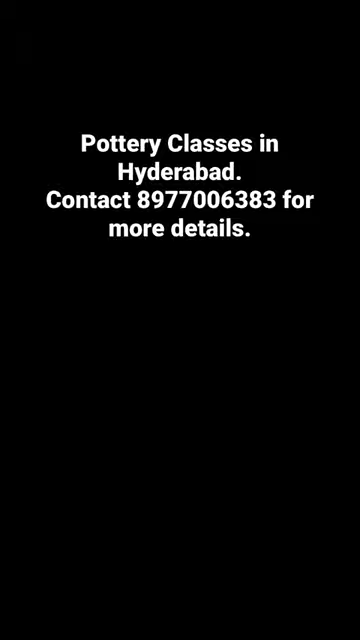 Pottery Classes in
Hyderabad.
Contact 8977006383 for
more details.